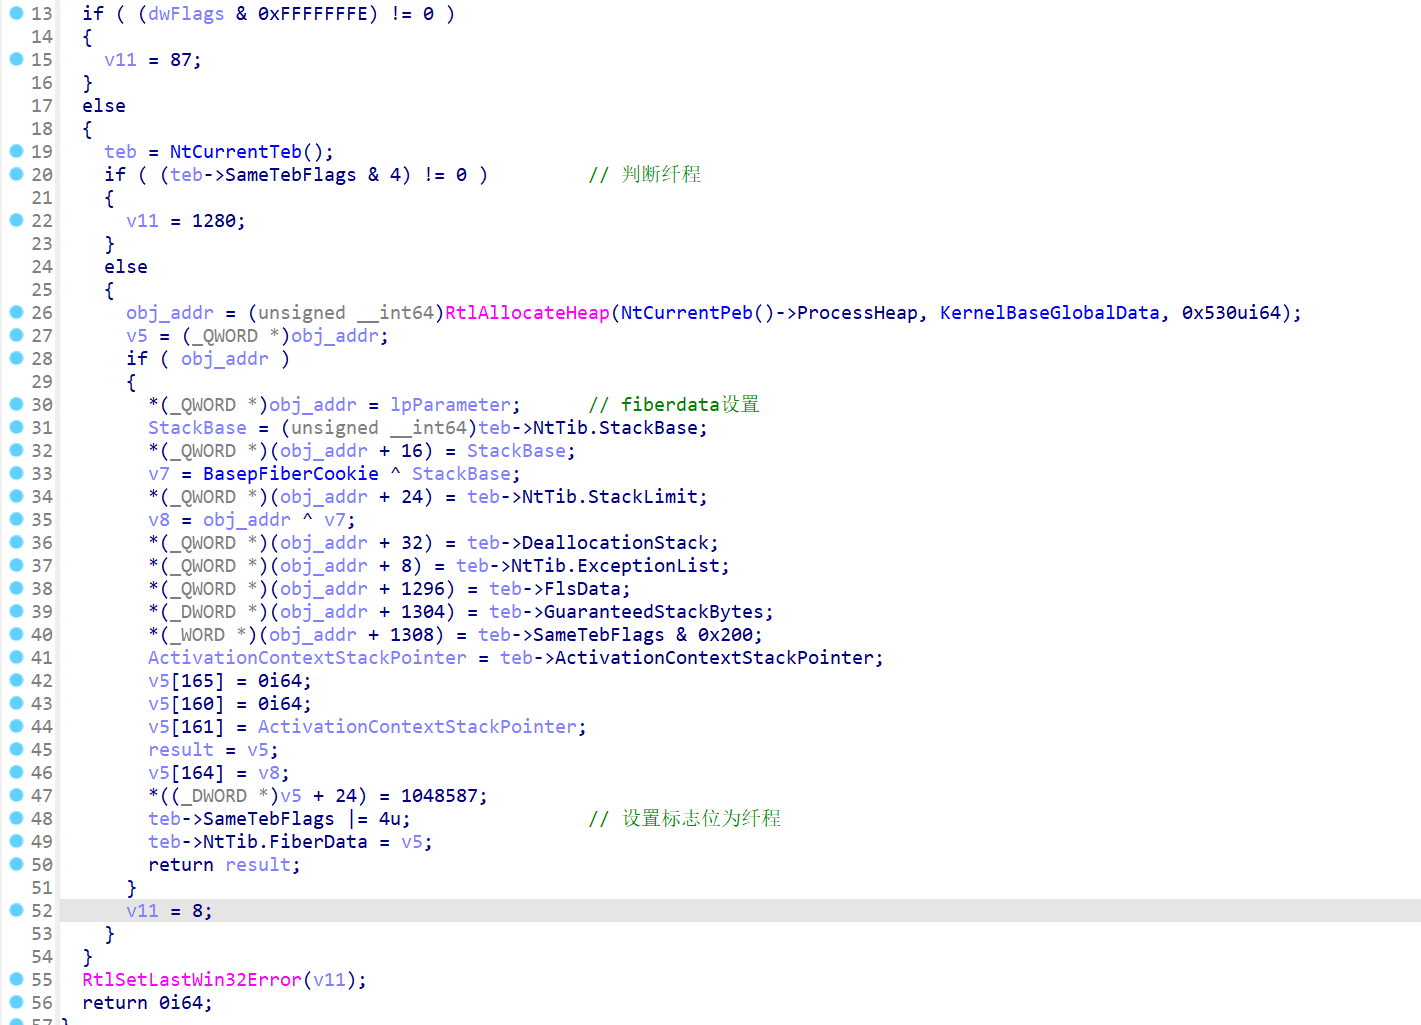 13 if ( (dwFlags & 0xFFFFFFFE) != 0 )
14 {
15 v11 = 87;
16 }
17 else
18 {
19 teb = NtCurrentTeb();
20 if ( (teb->SameTebFlags & 4) != 0 ) // 判断纤程
21 {
22 v11 = 1280;
23 }
24 else
25 {
26 obj_addr = (unsigned __int64)RtlAllocateHeap(NtCurrentPeb()->ProcessHeap, KernelBaseGlobalData, 0x530ui64);
27 v5 = (_QWORD *)obj_addr;
28 if ( obj_addr )
29 {
30 *(_QWORD *)obj_addr = lpParameter; // fiberdata设置
31 StackBase = (unsigned __int64)teb->NtTib.StackBase;
32 *(_QWORD *)(obj_addr + 16) = StackBase;
33 v7 = BasepFiberCookie ^ StackBase;
34 *(_QWORD *)(obj_addr + 24) = teb->NtTib.StackLimit;
35 v8 = obj_addr ^ v7;
36 *(_QWORD *)(obj_addr + 32) = teb->DeallocationStack;
37 *(_QWORD *)(obj_addr + 8) = teb->NtTib.ExceptionList;
38 *(_QWORD *)(obj_addr + 1296) = teb->FlsData;
39 *(_DWORD *)(obj_addr + 1304) = teb->GuaranteedStackBytes;
40 *(_WORD *)(obj_addr + 1308) = teb->SameTebFlags & 0x200;
41 ActivationContextStackPointer = teb->ActivationContextStackPointer;
42 v5[165] = 0i64;
43 v5[160] = 0i64;
44 v5[161] = ActivationContextStackPointer;
45 result = v5;
46 v5[164] = v8;
47 *((_DWORD *)v5 + 24) = 1048587;
48 teb->SameTebFlags |= 4u; // 设置标志位为纤程
49 teb->NtTib.FiberData = v5;
50 return result;
51 }
52 v11 = 8;
53 }
54 }
55 RtlSetLastWin32Error(v11);
56 return 0i64;
57 }